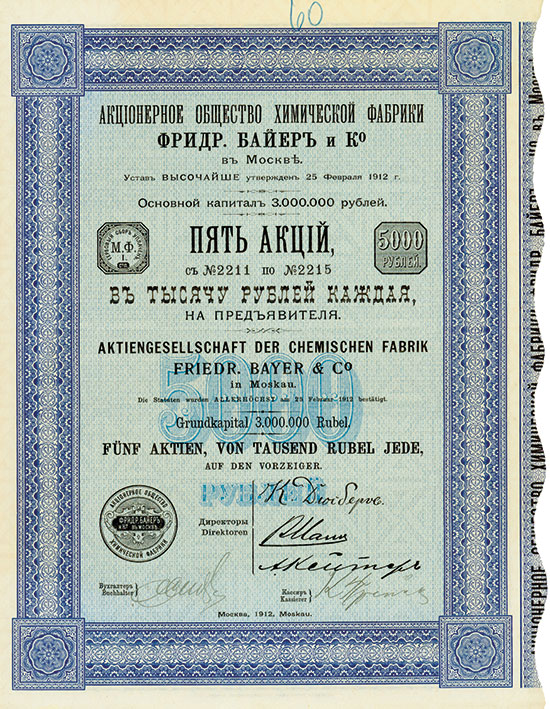 60
АКЦІОНЕРНОЕ ОБЩЕСТВО ХИМИЧЕСКОЙ ФАБРИКИ
ФРИДР. БАЙЕРЪ и Ко
въ Москвѣ.
Уставъ ВЫСОЧАЙШЕ утвержденъ 25 Февраля 1912 г.
Основной капиталъ 3.000.000 рублей.
М.Ф.
I.
ПЯТЬ АКЦІЙ,
5000
РУБЛЕЙ.
съ №2211 по №2215
ВЪ ТЫСЯЧУ РУБЛЕЙ КАЖДАЯ,
НА ПРЕДЪЯВИТЕЛЯ.
AKTIENGESELLSCHAFT DER CHEMISCHEN FABRIK
FRIEDR. BAYER & Co
in Moskau.
Die Statuten wurden ALLERHÖCHST am 25 Februar 1912 bestätigt.
Grundkapital 3.000.000 Rubel.
5000
FÜNF AKTIEN, VON TAUSEND RUBEL JEDE,
AUF DEN VORZEIGER.
РУБЛЕЙ
АКЦІОНЕРНОЕ ОБЩЕСТВО
ФРИДР. БАЙЕРЪ
и Ко ВЪ МОСКВѢ
ХИМИЧЕСКОЙ ФАБРИКИ
Директоры
Direktoren
Бухгалтеръ
Buchhalter
Кассиръ
Kassierer
Москва, 1912, Moskau.